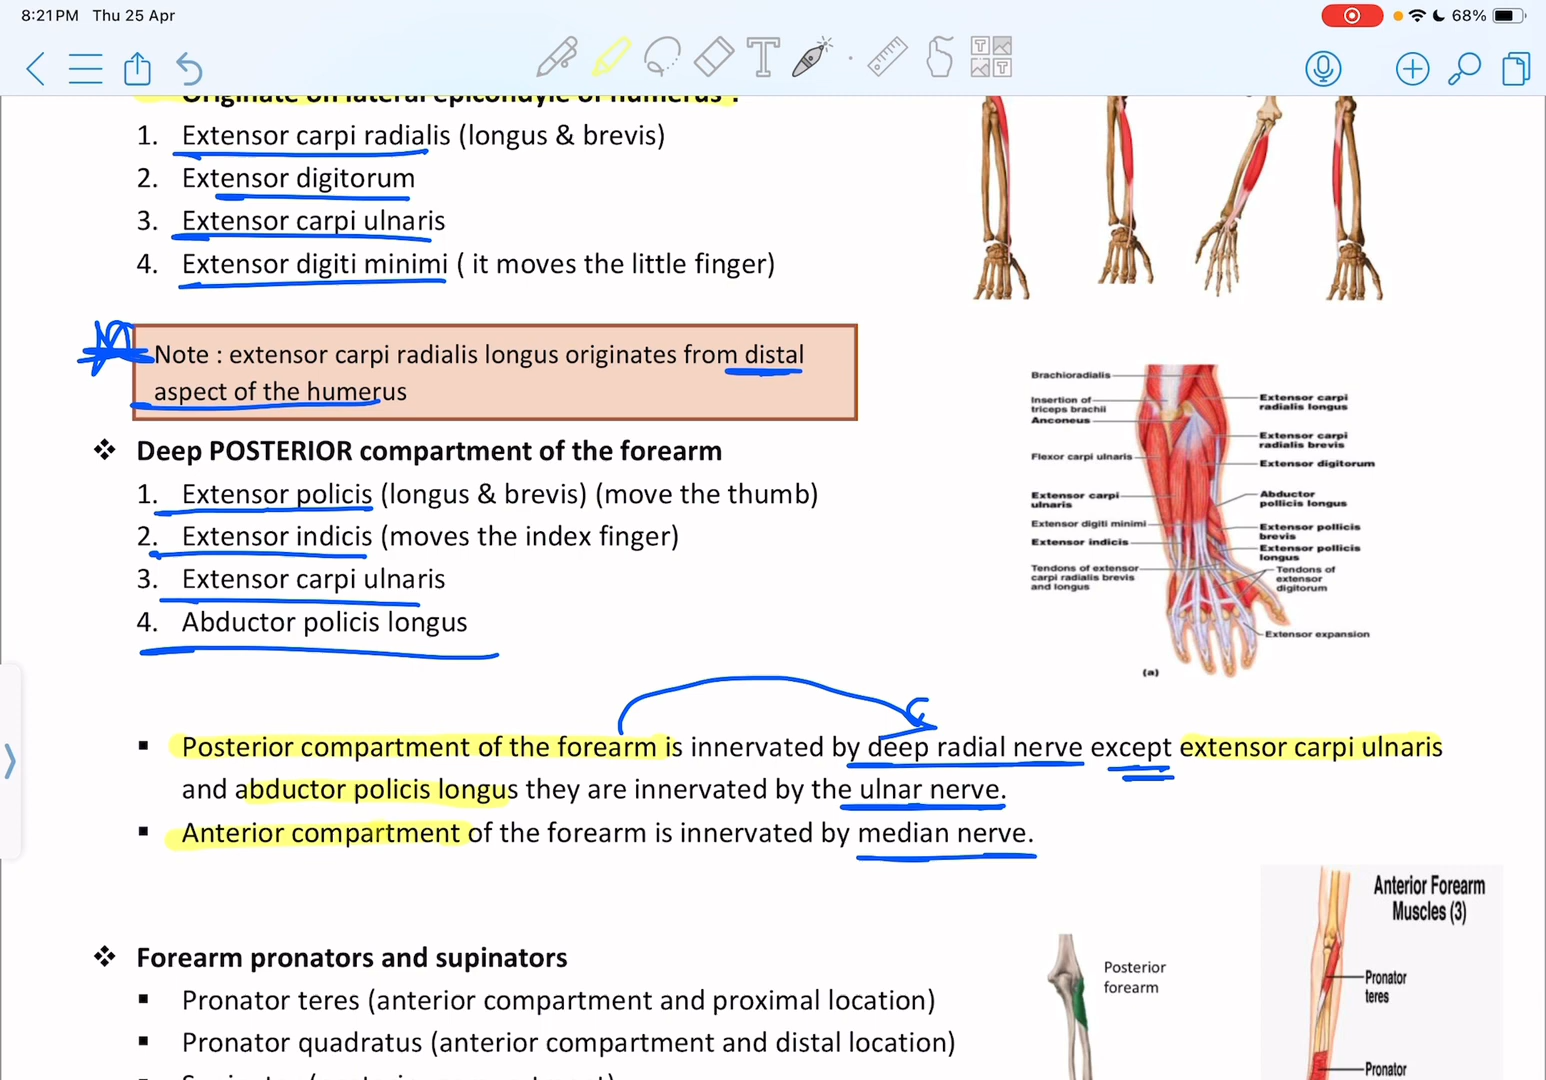 8:21 PM Thu 25 Apr
68%
Originate on lateral epicondyle of humerus :
1. Extensor carpi radialis (longus & brevis)
2. Extensor digitorum
3. Extensor carpi ulnaris
4. Extensor digiti minimi ( it moves the little finger)
Note : extensor carpi radialis longus originates from distal
aspect of the humerus
❖ Deep POSTERIOR compartment of the forearm
1. Extensor policis (longus & brevis) (move the thumb)
2. Extensor indicis (moves the index finger)
3. Extensor carpi ulnaris
4. Abductor policis longus
Brachioradialis
Insertion of
triceps brachii
Anconeus
Flexor carpi ulnaris
Extensor carpi
ulnaris
Extensor digiti minimi
Extensor indicis
Tendons of extensor
carpi radialis brevis
and longus
Extensor carpi
radialis longus
Extensor carpi
radialis brevis
Extensor digitorum
Abductor
pollicis longus
Extensor pollicis
brevis
Extensor pollicis
longus
Tendons of
extensor
digitorum
Extensor expansion
(a)
▪ Posterior compartment of the forearm is innervated by deep radial nerve except extensor carpi ulnaris
and abductor policis longus they are innervated by the ulnar nerve.
▪ Anterior compartment of the forearm is innervated by median nerve.
❖ Forearm pronators and supinators
▪ Pronator teres (anterior compartment and proximal location)
▪ Pronator quadratus (anterior compartment and distal location)
Posterior
forearm
Anterior Forearm
Muscles (3)
Pronator
teres
Pronator